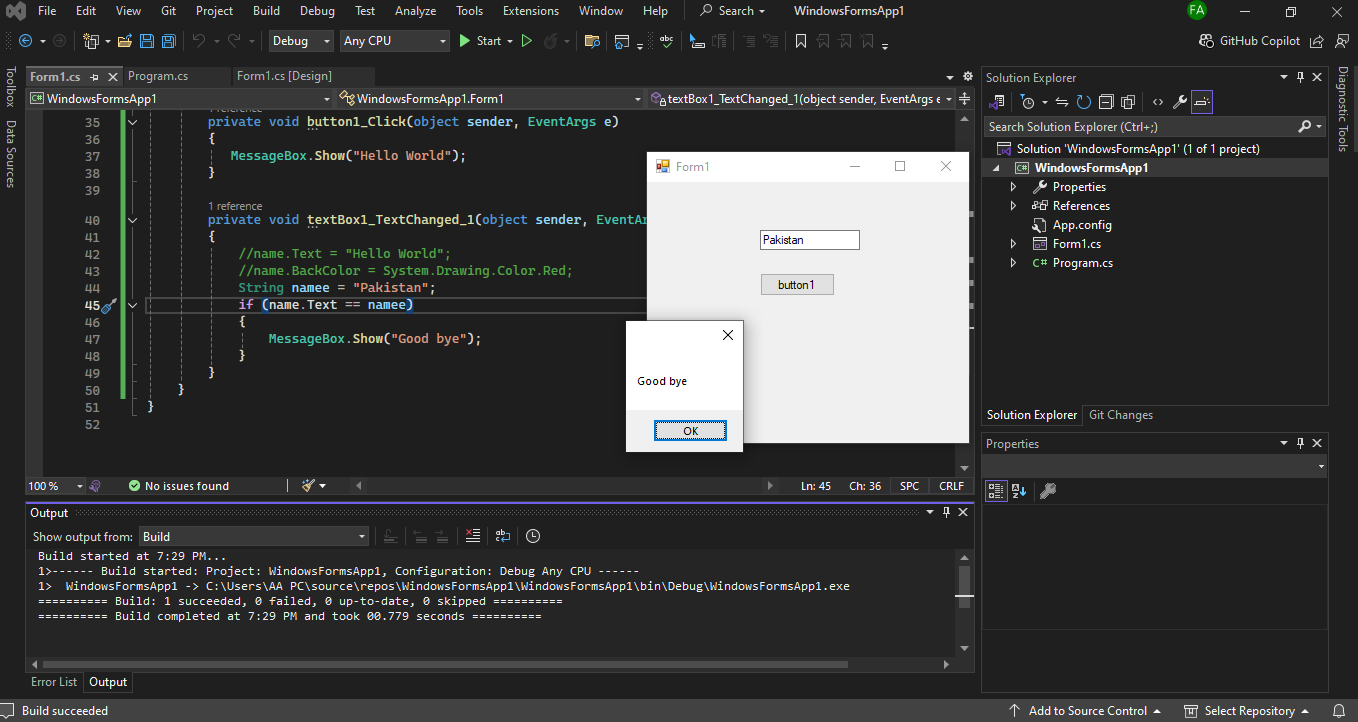 File Edit View Git Project Build Debug Test Analyze Tools Extensions Window Help Search WindowsFormsApp1 FA
Debug Any CPU Start GitHub Copilot
Toolbox
Data Sources
Form1.cs Program.cs Form1.cs [Design]
WindowsFormsApp1 WindowsFormsApp1.Form1 textBox1_TextChanged_1(object sender, EventArgs e
35 private void button1_Click(object sender, EventArgs e)
36 {
37 MessageBox.Show("Hello World");
38 }
39
1 reference
40 private void textBox1_TextChanged_1(object sender, EventAr
41 {
42 //name.Text = "Hello World";
43 //name.BackColor = System.Drawing.Color.Red;
44 String namee = "Pakistan";
45 if (name.Text == namee)
46 {
47 MessageBox.Show("Good bye");
48 }
49 }
50 }
51 }
52
Form1
Pakistan
button1
Good bye
OK
100 % No issues found Ln: 45 Ch: 36 SPC CRLF
Output
Show output from: Build
Build started at 7:29 PM...
1>------ Build started: Project: WindowsFormsApp1, Configuration: Debug Any CPU ------
1> WindowsFormsApp1 -> C:\Users\AA PC\source\repos\WindowsFormsApp1\WindowsFormsApp1\bin\Debug\WindowsFormsApp1.exe
========== Build: 1 succeeded, 0 failed, 0 up-to-date, 0 skipped ==========
========== Build completed at 7:29 PM and took 00.779 seconds ==========
Error List Output
Solution Explorer
Search Solution Explorer (Ctrl+;)
Solution 'WindowsFormsApp1' (1 of 1 project)
C# WindowsFormsApp1
Properties
References
App.config
Form1.cs
C# Program.cs
Solution Explorer Git Changes
Properties
Diagnostic Tools
Build succeeded Add to Source Control Select Repository